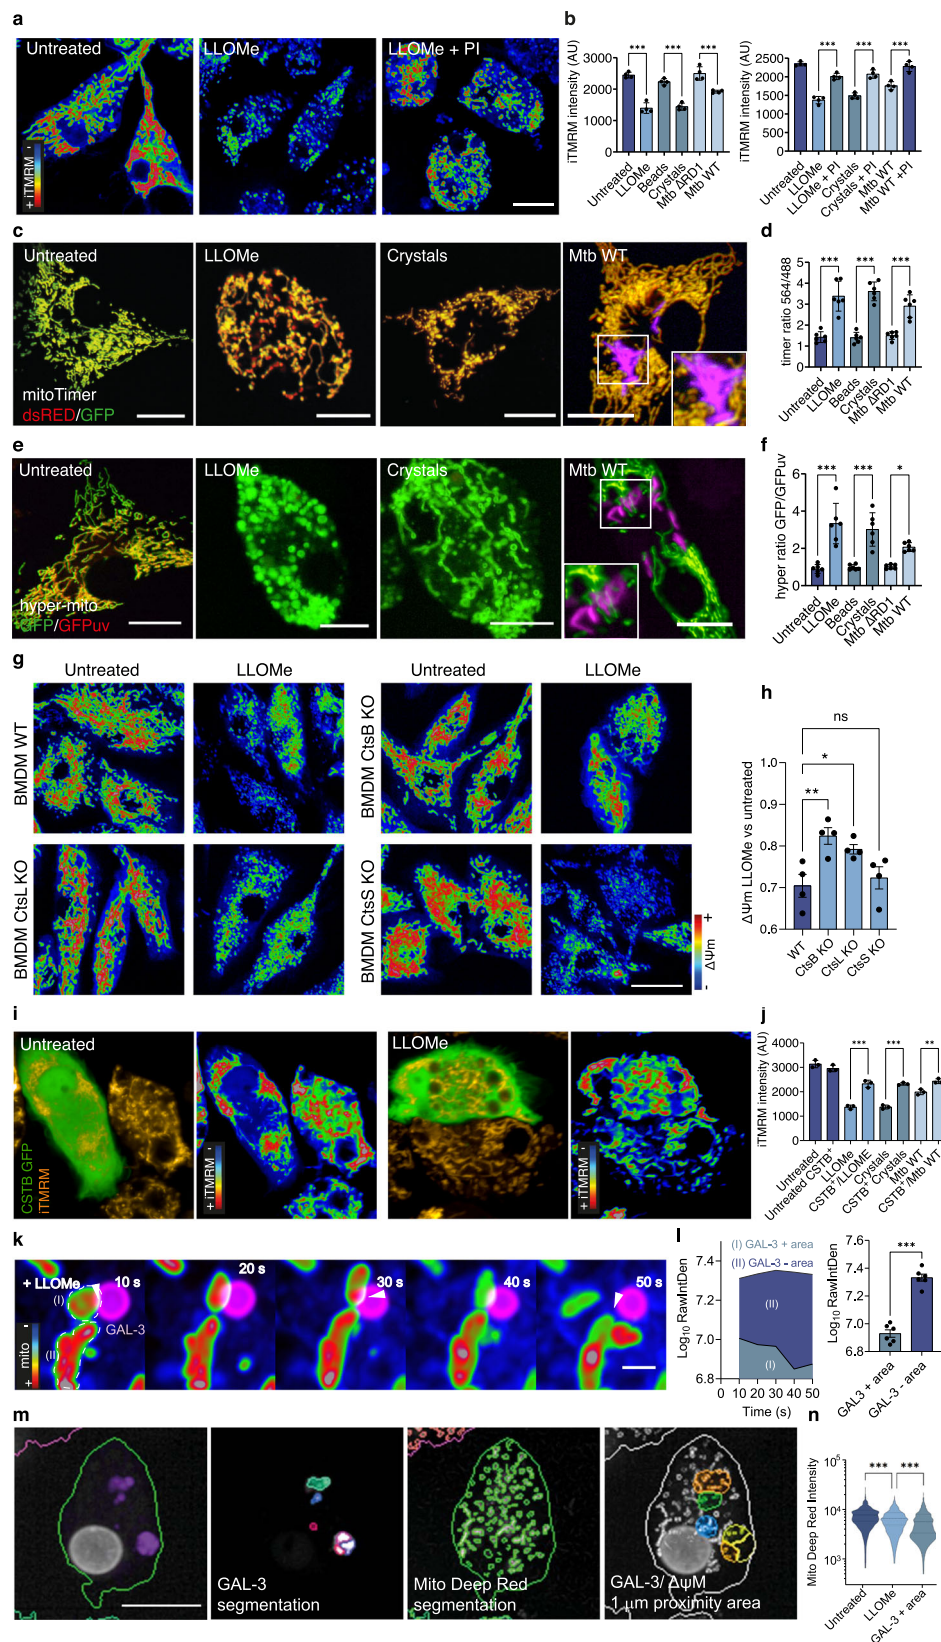 a
Untreated
LLOMe
LLOMe + PI
+ iTMRM -
b
iTMRM intensity (AU)
3000
2000
1000
0
*** *** ***
Untreated
LLOMe
Beads
Crystals
Mtb ΔRD1
Mtb WT
iTMRM intensity (AU)
2500
2000
1500
1000
500
0
*** *** ***
Untreated
LLOMe
LLOMe + PI
Crystals
Crystals + PI
Mtb WT
Mtb WT +PI
c
Untreated
mitoTimer
dsRED/GFP
LLOMe
Crystals
Mtb WT
d
timer ratio 564/488
5
4
3
2
1
0
*** *** ***
Untreated
LLOMe
Beads
Crystals
Mtb ΔRD1
Mtb WT
e
Untreated
hyper-mito
GFP/GFPuv
LLOMe
Crystals
Mtb WT
f
hyper ratio GFP/GFPuv
6
4
2
0
*** *** *
Untreated
LLOMe
Beads
Crystals
Mtb ΔRD1
Mtb WT
g
Untreated
LLOMe
Untreated
LLOMe
BMDM WT
BMDM CtsB KO
BMDM CtsL KO
BMDM CtsS KO
- ΔΨm +
h
ΔΨm LLOMe vs untreated
1.0
0.9
0.8
0.7
0.6
ns
*
**
WT
CtsB KO
CtsL KO
CtsS KO
i
Untreated
CSTB GFP
iTMRM
+ iTMRM -
LLOMe
+ iTMRM -
j
iTMRM intensity (AU)
4000
3000
2000
1000
0
*** *** **
Untreated
Untreated CSTB⁺
LLOMe
CSTB⁺/LLOME
Crystals
CSTB⁺ Crystals
Mtb WT
CSTB⁺/Mtb WT
k
+ LLOMe
10 s
20 s
30 s
40 s
50 s
(I)
(II)
GAL-3
+ mito -
l
(I) GAL-3 + area
(II) GAL-3 - area
Log₁₀ RawIntDen
7.4
7.2
7.0
6.8
(II)
(I)
0 10 20 30 40 50
Time (s)
Log₁₀ RawIntDen
7.6
7.4
7.2
7.0
6.8
***
GAL3 + area
GAL-3 - area
m
GAL-3
segmentation
Mito Deep Red
segmentation
GAL-3/ ΔψM
1 μm proximity area
n
Mito Deep Red Intensity
10⁵
10⁴
10³
*** ***
Untreated
LLOMe
GAL-3 + area